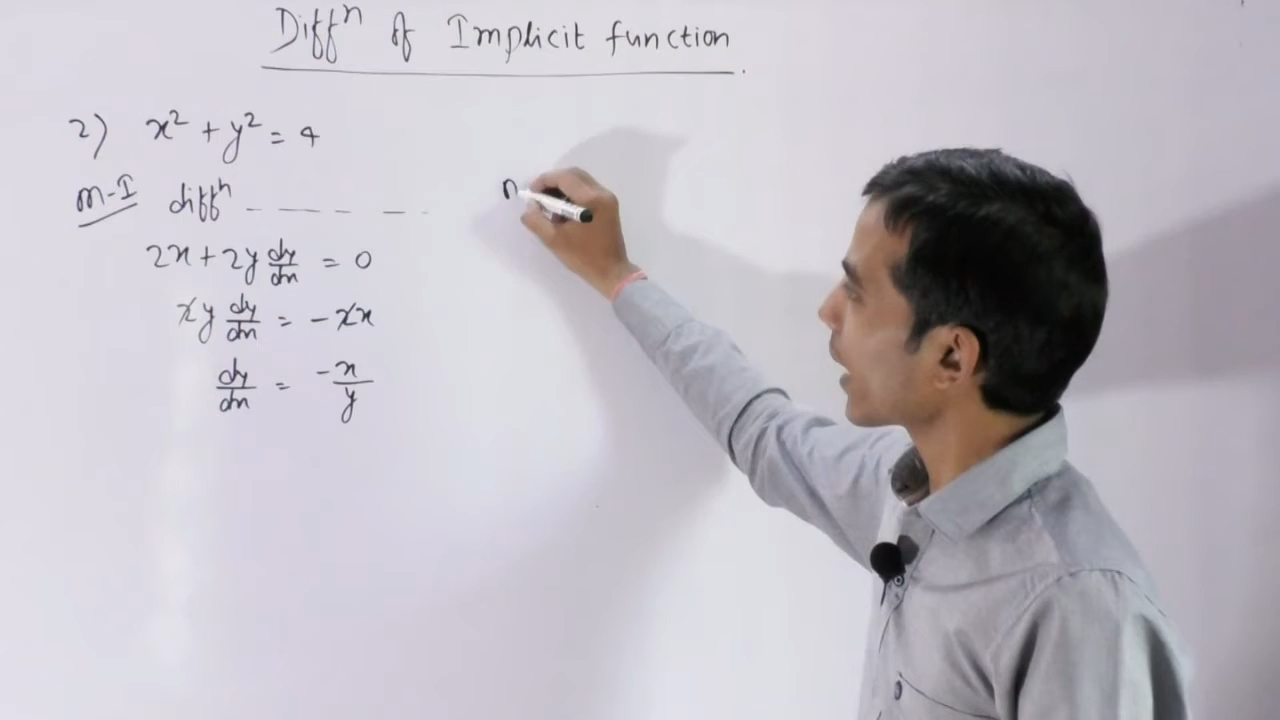 Diffⁿ of Implicit function
2) x² + y² = 4
M-I diffⁿ - - - - - -
2x + 2y dy/dx = 0
2y dy/dx = -2x
dy/dx = -x/y